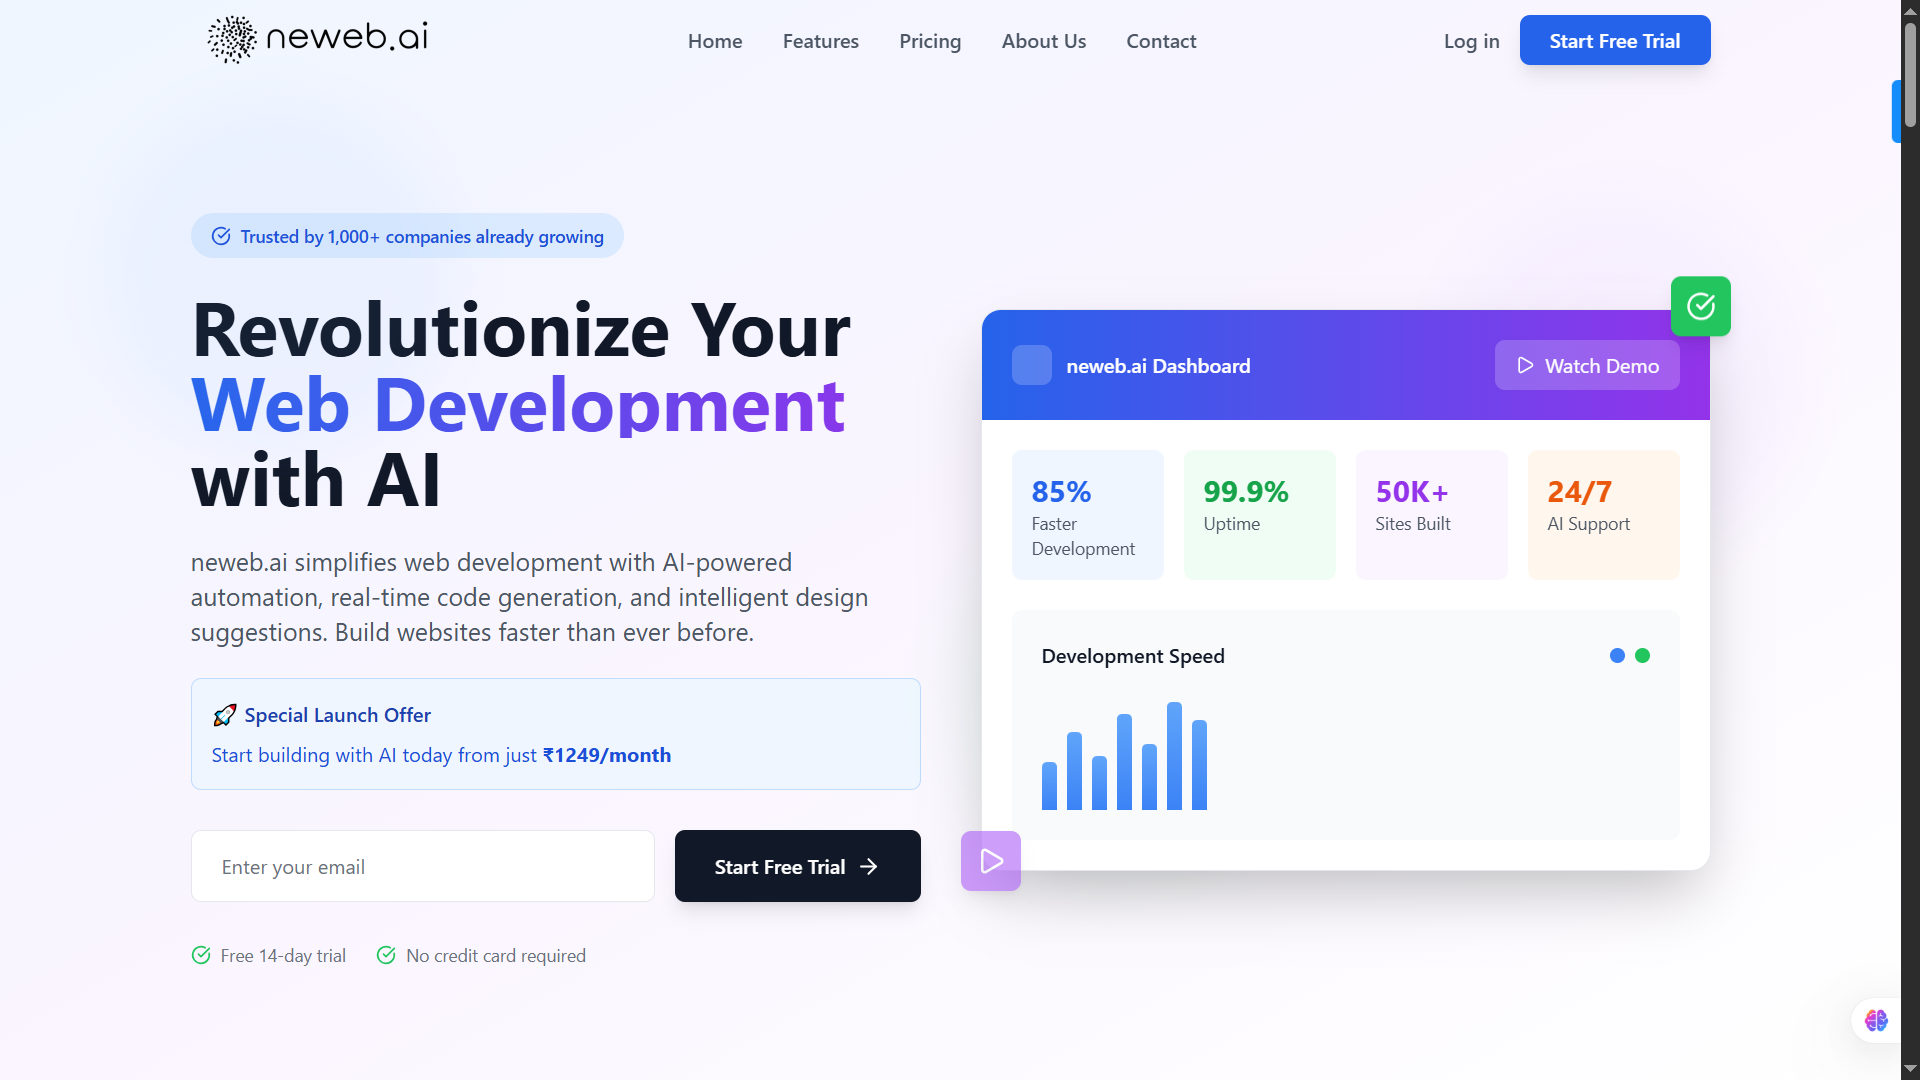 neweb.ai
Home
Features
Pricing
About Us
Contact
Log in
Start Free Trial
Trusted by 1,000+ companies already growing
Revolutionize Your
Web Development
with AI
neweb.ai simplifies web development with AI-powered
automation, real-time code generation, and intelligent design
suggestions. Build websites faster than ever before.
🚀 Special Launch Offer
Start building with AI today from just ₹1249/month
Enter your email
Start Free Trial
Free 14-day trial
No credit card required
neweb.ai Dashboard
Watch Demo
85%
Faster
Development
99.9%
Uptime
50K+
Sites Built
24/7
AI Support
Development Speed